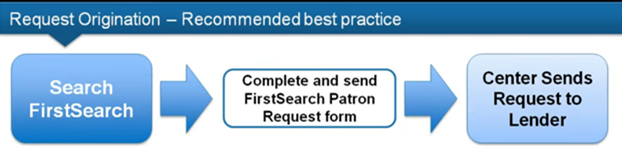 Request Origination – Recommended best practice
Search
FirstSearch
Complete and send
FirstSearch Patron
Request form
Center Sends
Request to
Lender